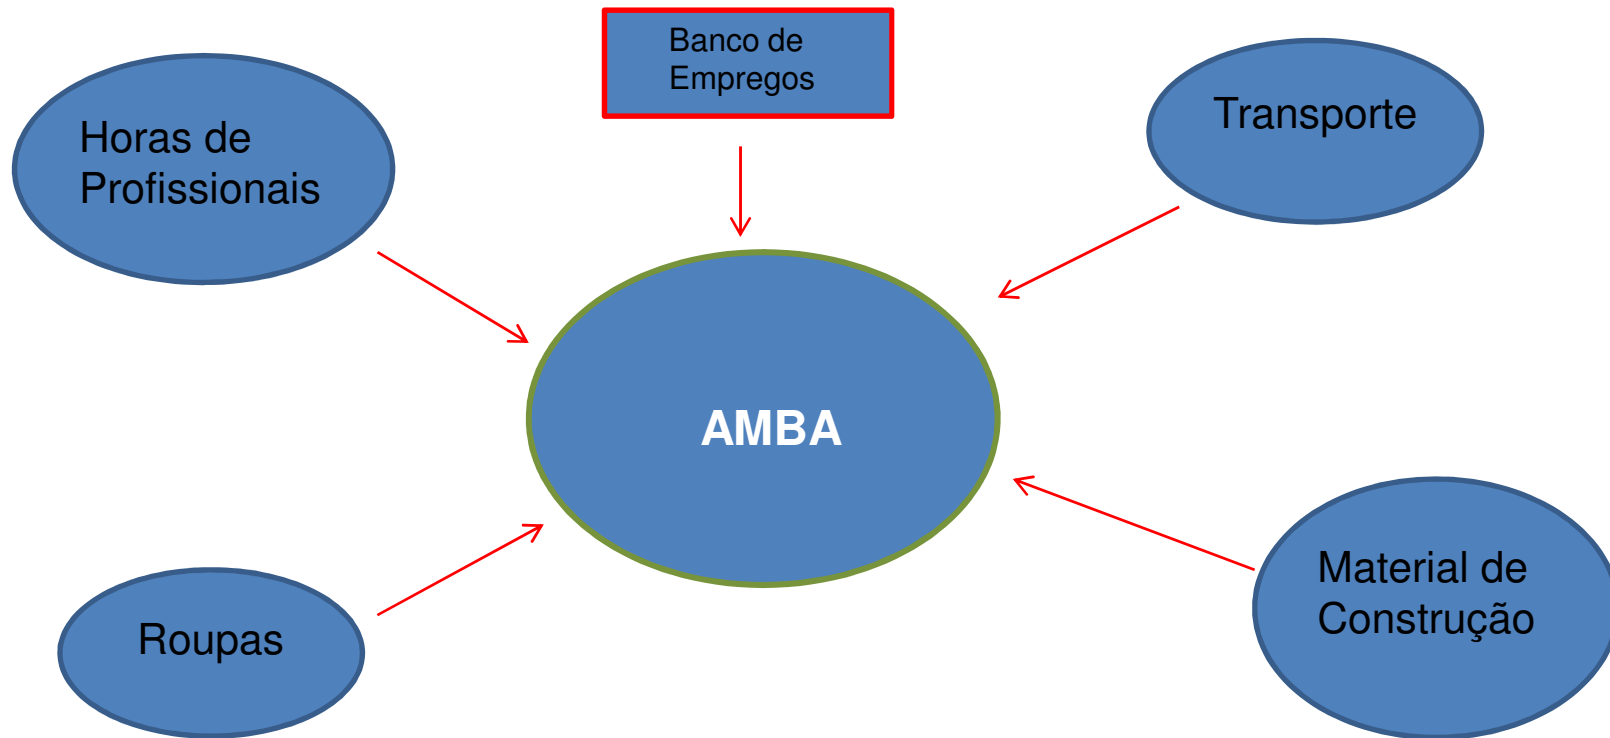 Banco de
Empregos
Horas de
Profissionais
Transporte
AMBA
Roupas
Material de
Construção